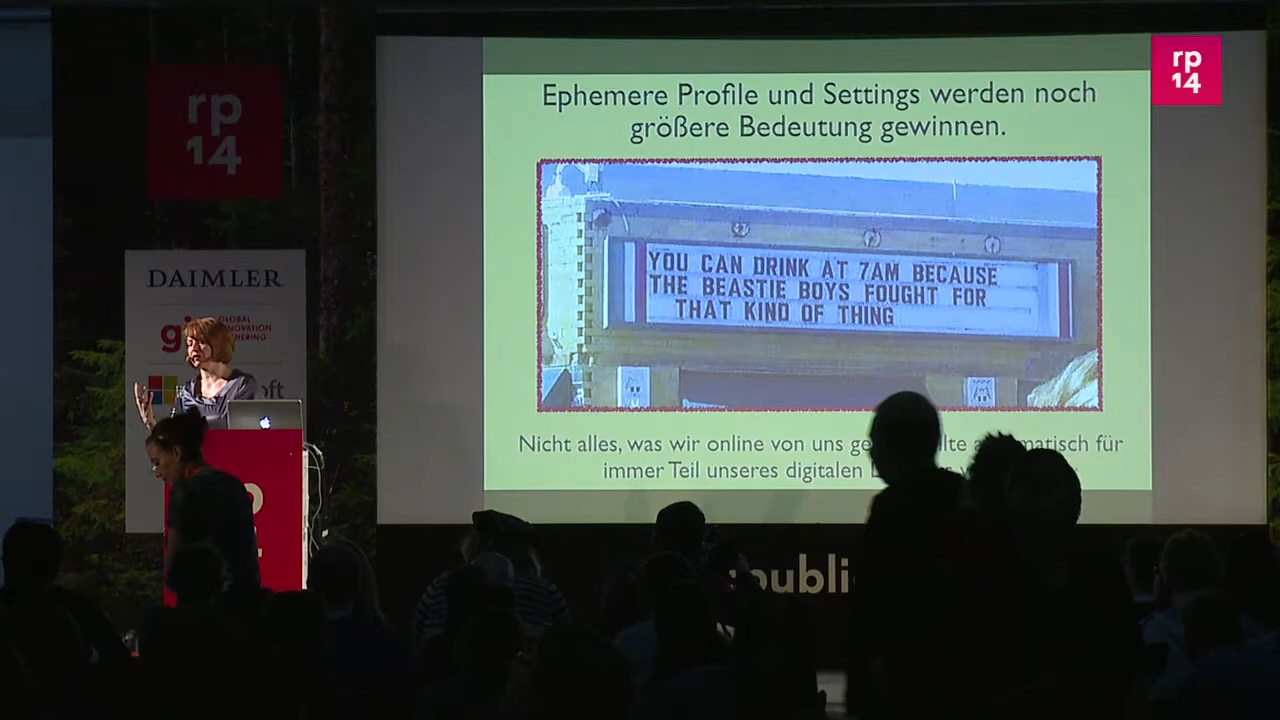 rp
14
rp
14
DAIMLER
GLOBAL
Ephemere Profile und Settings werden noch
größere Bedeutung gewinnen.
YOU CAN DRINK AT 7AM BECAUSE
THE BEASTIE BOYS FOUGHT FOR
THAT KIND OF THING
Nicht alles, was wir online von uns
für
immer Teil unseres digitalen
:publi